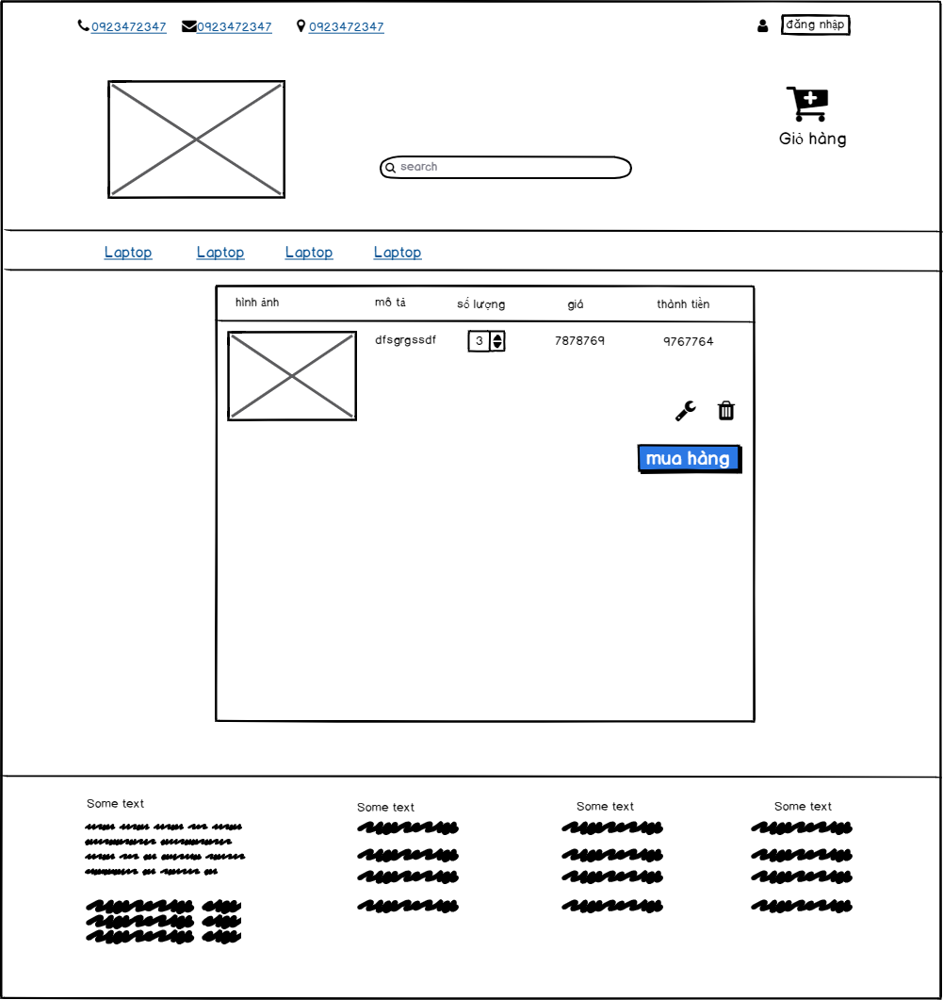 0923472347 0923472347 0923472347 đăng nhập
Giỏ hàng
search
Laptop Laptop Laptop Laptop
hình ảnh mô tả số lượng giá thành tiền
dfsgrgssdf 3 7878769 9767764
mua hàng
Some text Some text Some text Some text